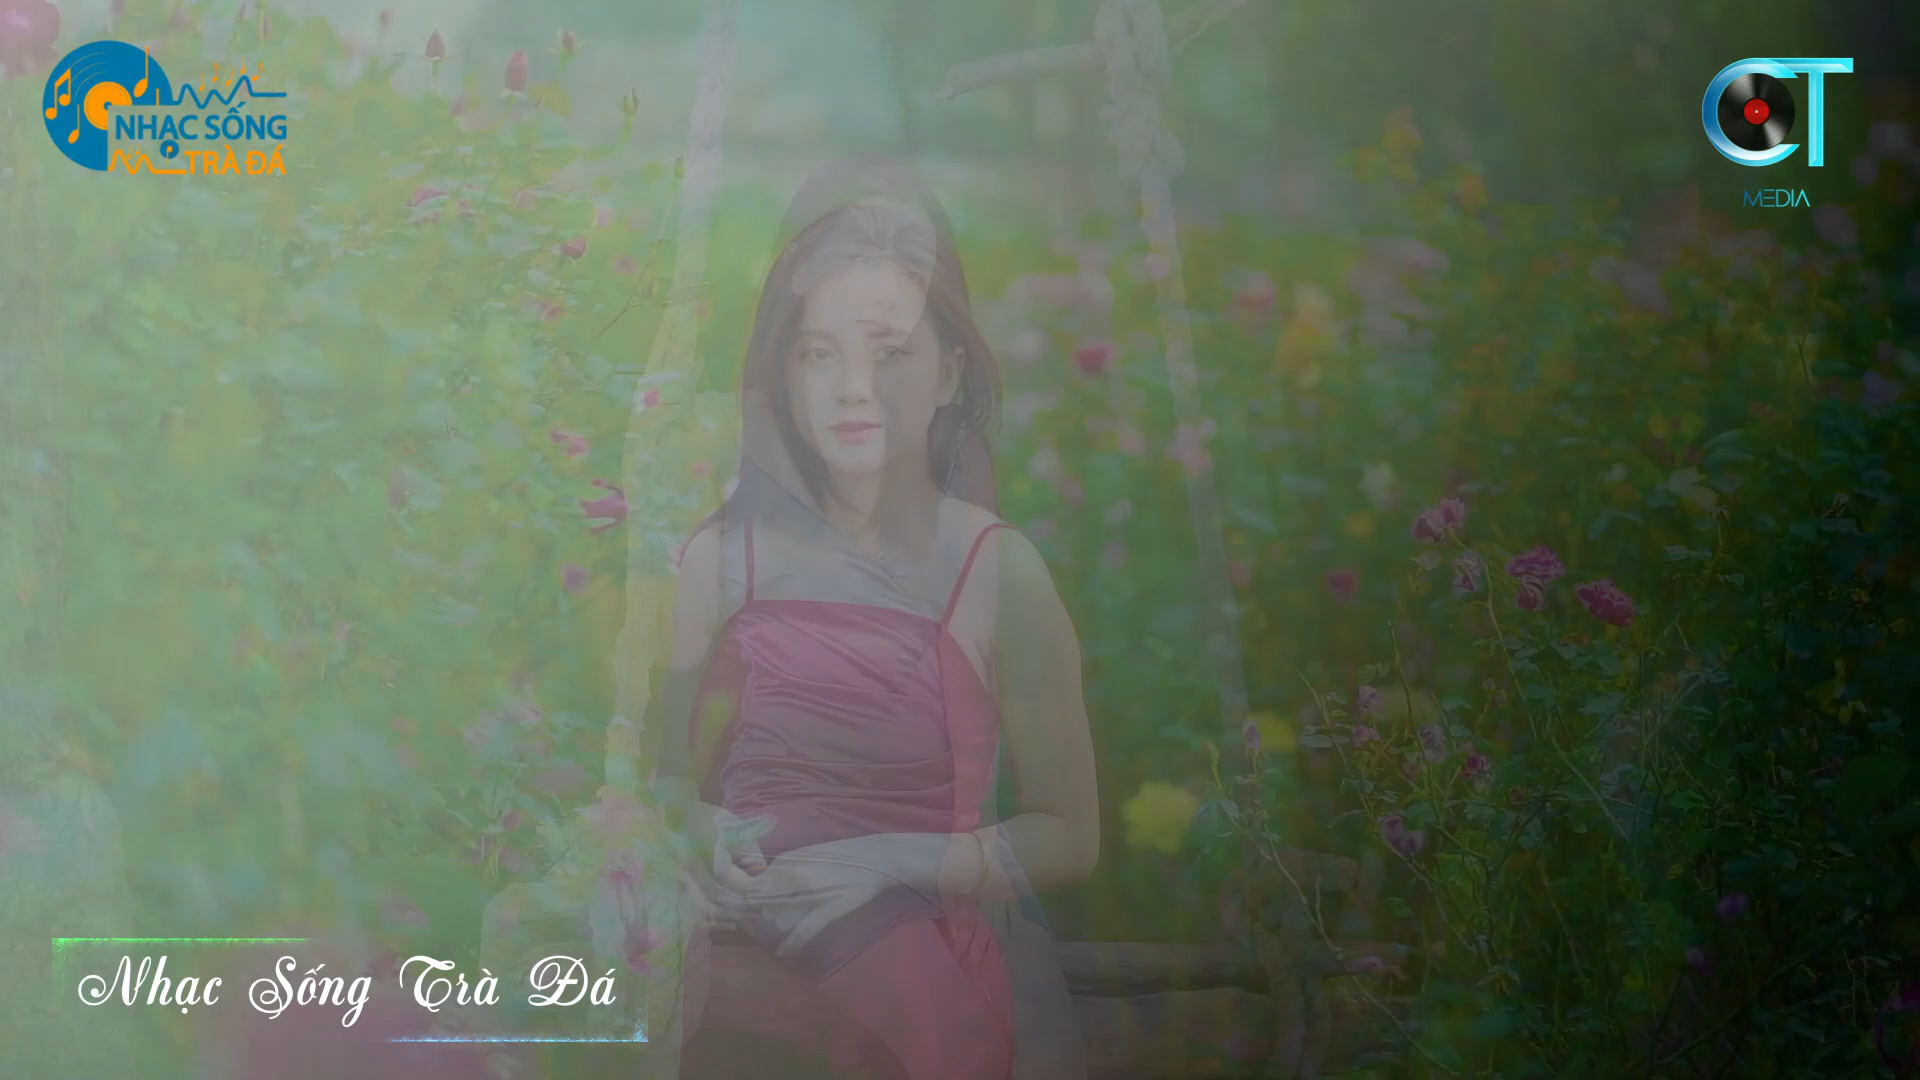 NHẠC SỐNG
TRÀ ĐÁ
CT
MEDIA
Nhạc Sống Trà Đá